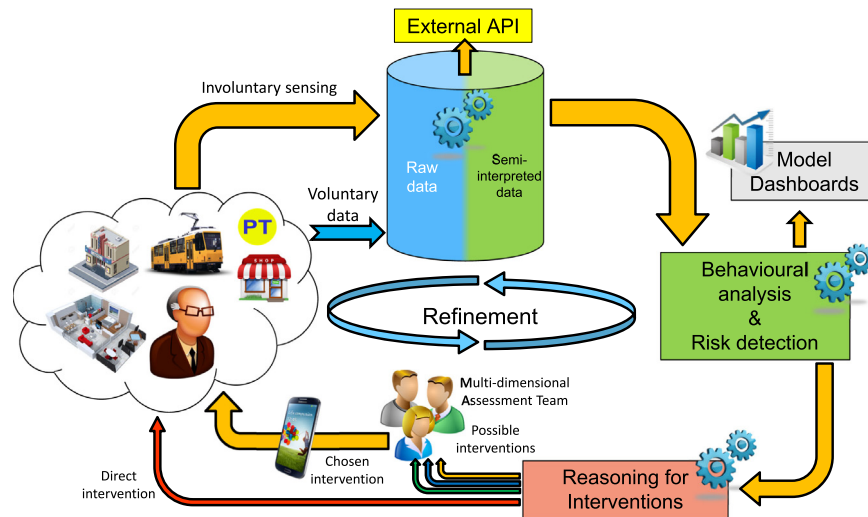 External API
Involuntary sensing
Raw
data
Semi-
interpreted
data
Model
Dashboards
Voluntary
data
PT
SHOP
Behavioural
analysis
&
Risk detection
Refinement
Multi-dimensional
Assessment Team
Possible
interventions
Chosen
intervention
Direct
intervention
Reasoning for
Interventions